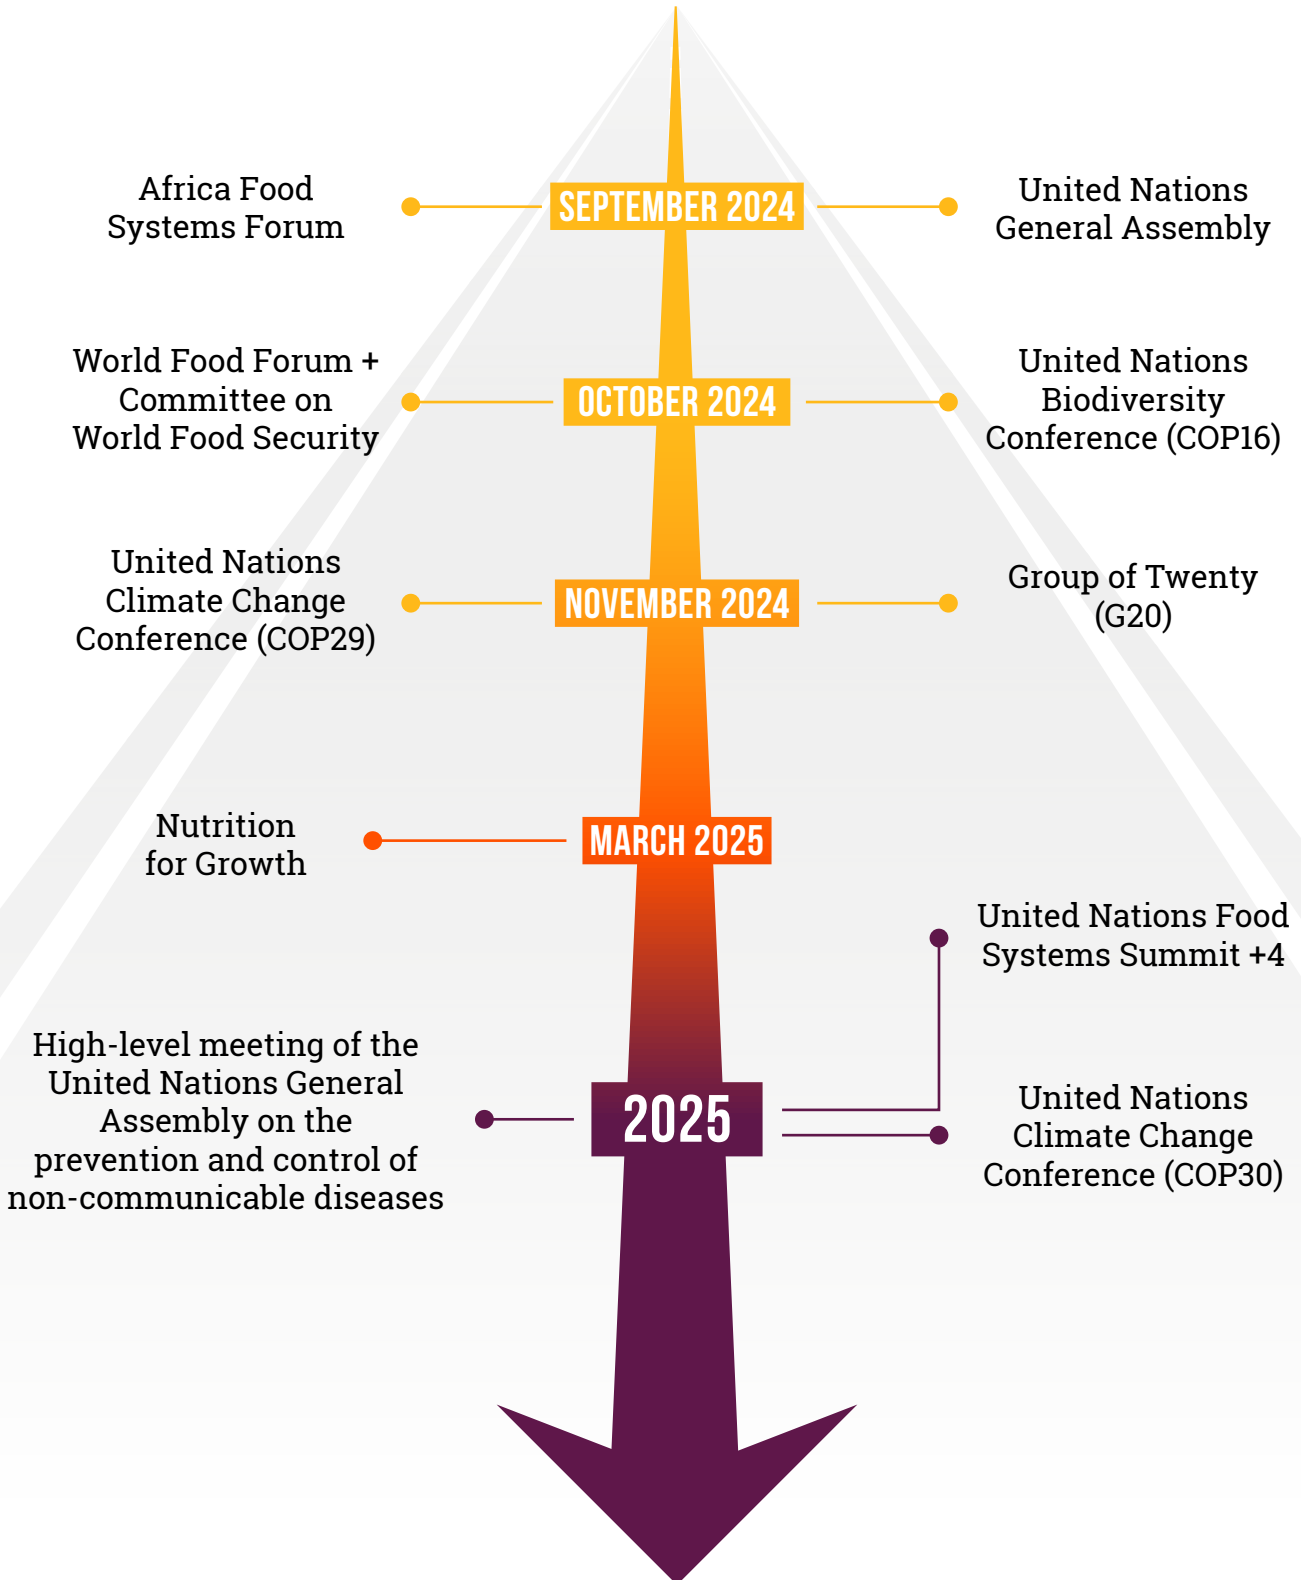 Africa Food
Systems Forum
SEPTEMBER 2024
United Nations
General Assembly
World Food Forum +
Committee on
World Food Security
OCTOBER 2024
United Nations
Biodiversity
Conference (COP16)
United Nations
Climate Change
Conference (COP29)
NOVEMBER 2024
Group of Twenty
(G20)
Nutrition
for Growth
MARCH 2025
United Nations Food
Systems Summit +4
High-level meeting of the
United Nations General
Assembly on the
prevention and control of
non-communicable diseases
2025
United Nations
Climate Change
Conference (COP30)